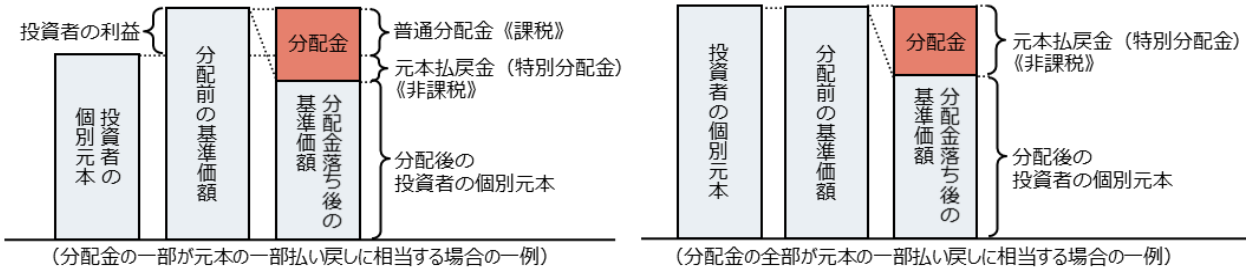 投資者の利益
投資者の
個別元本
分配前の基準価額
分配金
分配金落ち後の
基準価額
普通分配金《課税》
元本払戻金（特別分配金）
《非課税》
分配後の
投資者の個別元本
（分配金の一部が元本の一部払い戻しに相当する場合の一例）
投資者の個別元本
分配前の基準価額
分配金
分配金落ち後の
基準価額
元本払戻金（特別分配金）
《非課税》
分配後の
投資者の個別元本
（分配金の全部が元本の一部払い戻しに相当する場合の一例）